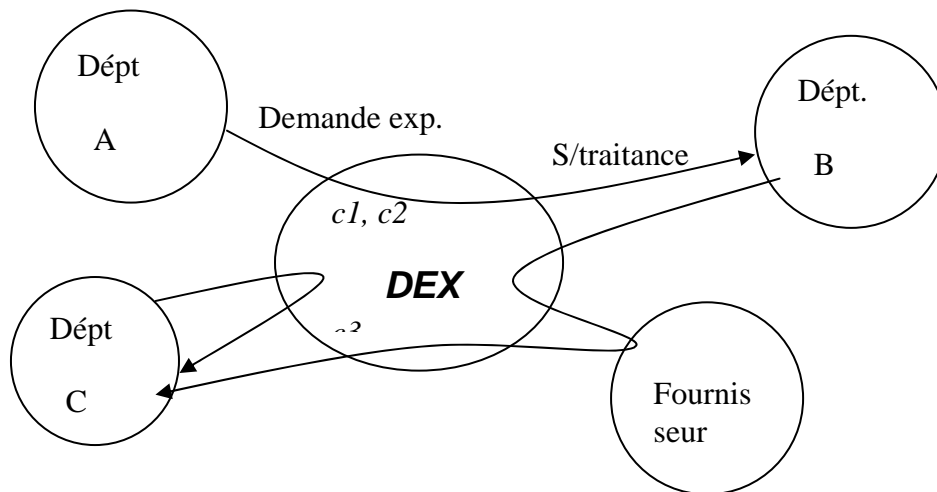 Dépt
A
Demande exp.
S/traitance
Dépt.
B
c1, c2
DEX
Dépt
C
Fournis
seur